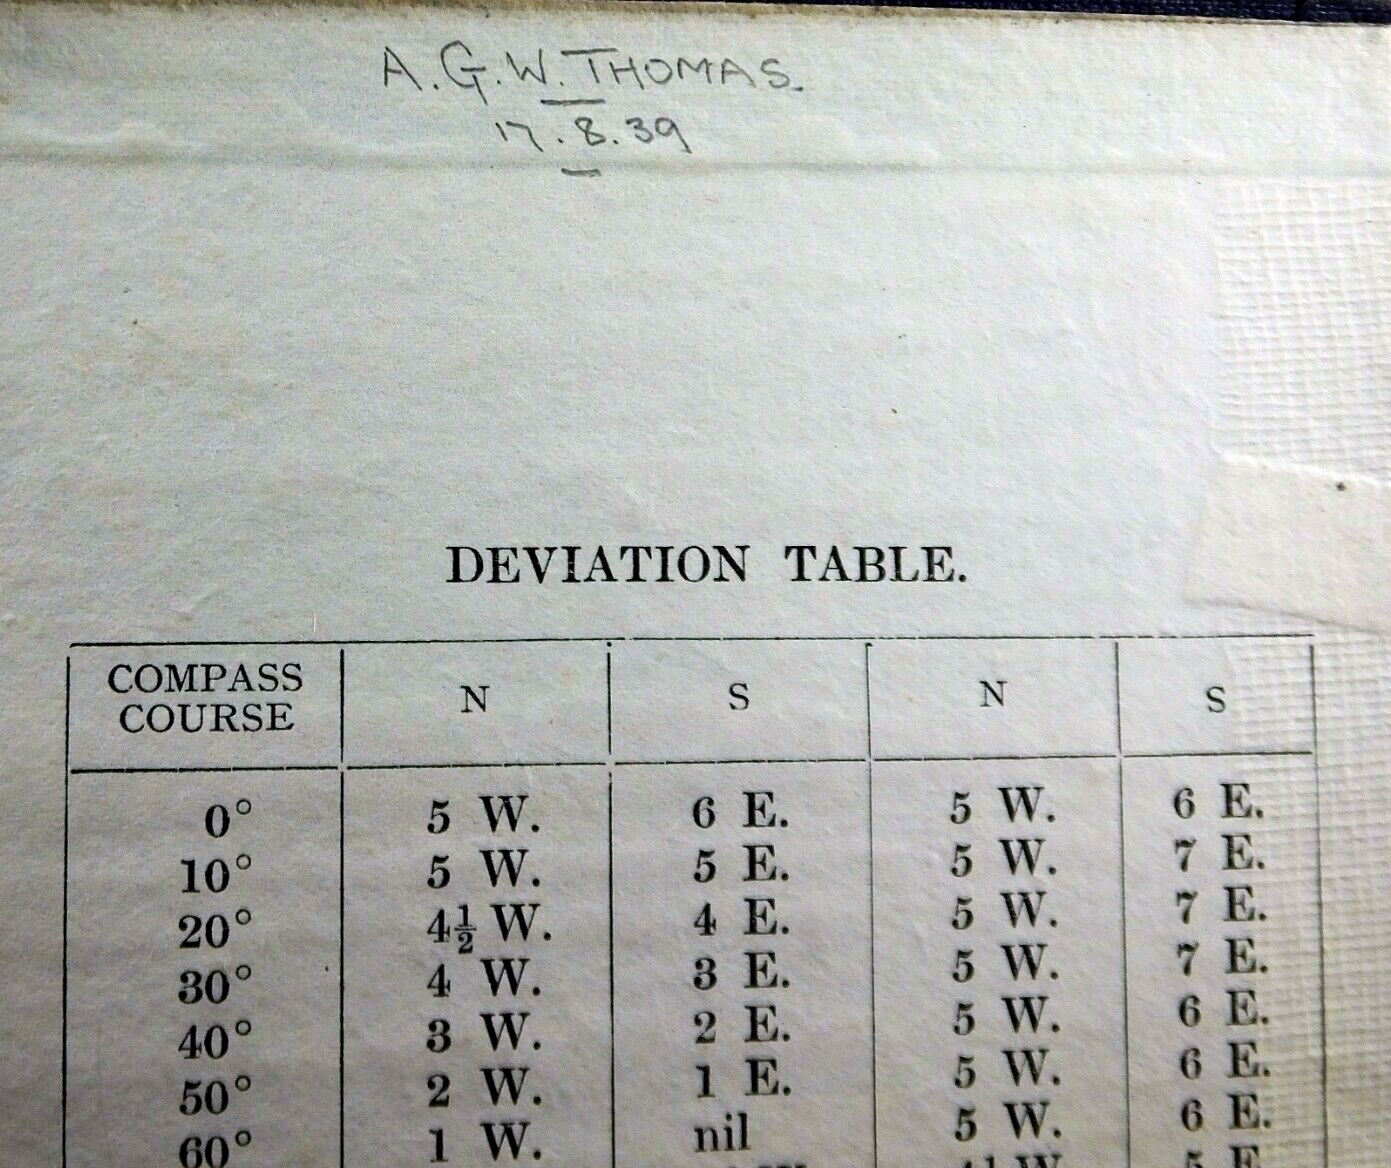 A.G.W. THOMAS.
17.8.39
DEVIATION TABLE.
COMPASS COURSE N S N S
0° 5 W. 6 E. 5 W. 6 E.
10° 5 W. 5 E. 5 W. 7 E.
20° 4½ W. 4 E. 5 W. 7 E.
30° 4 W. 3 E. 5 W. 7 E.
40° 3 W. 2 E. 5 W. 6 E.
50° 2 W. 1 E. 5 W. 6 E.
60° 1 W. nil 5 W. 6 E.